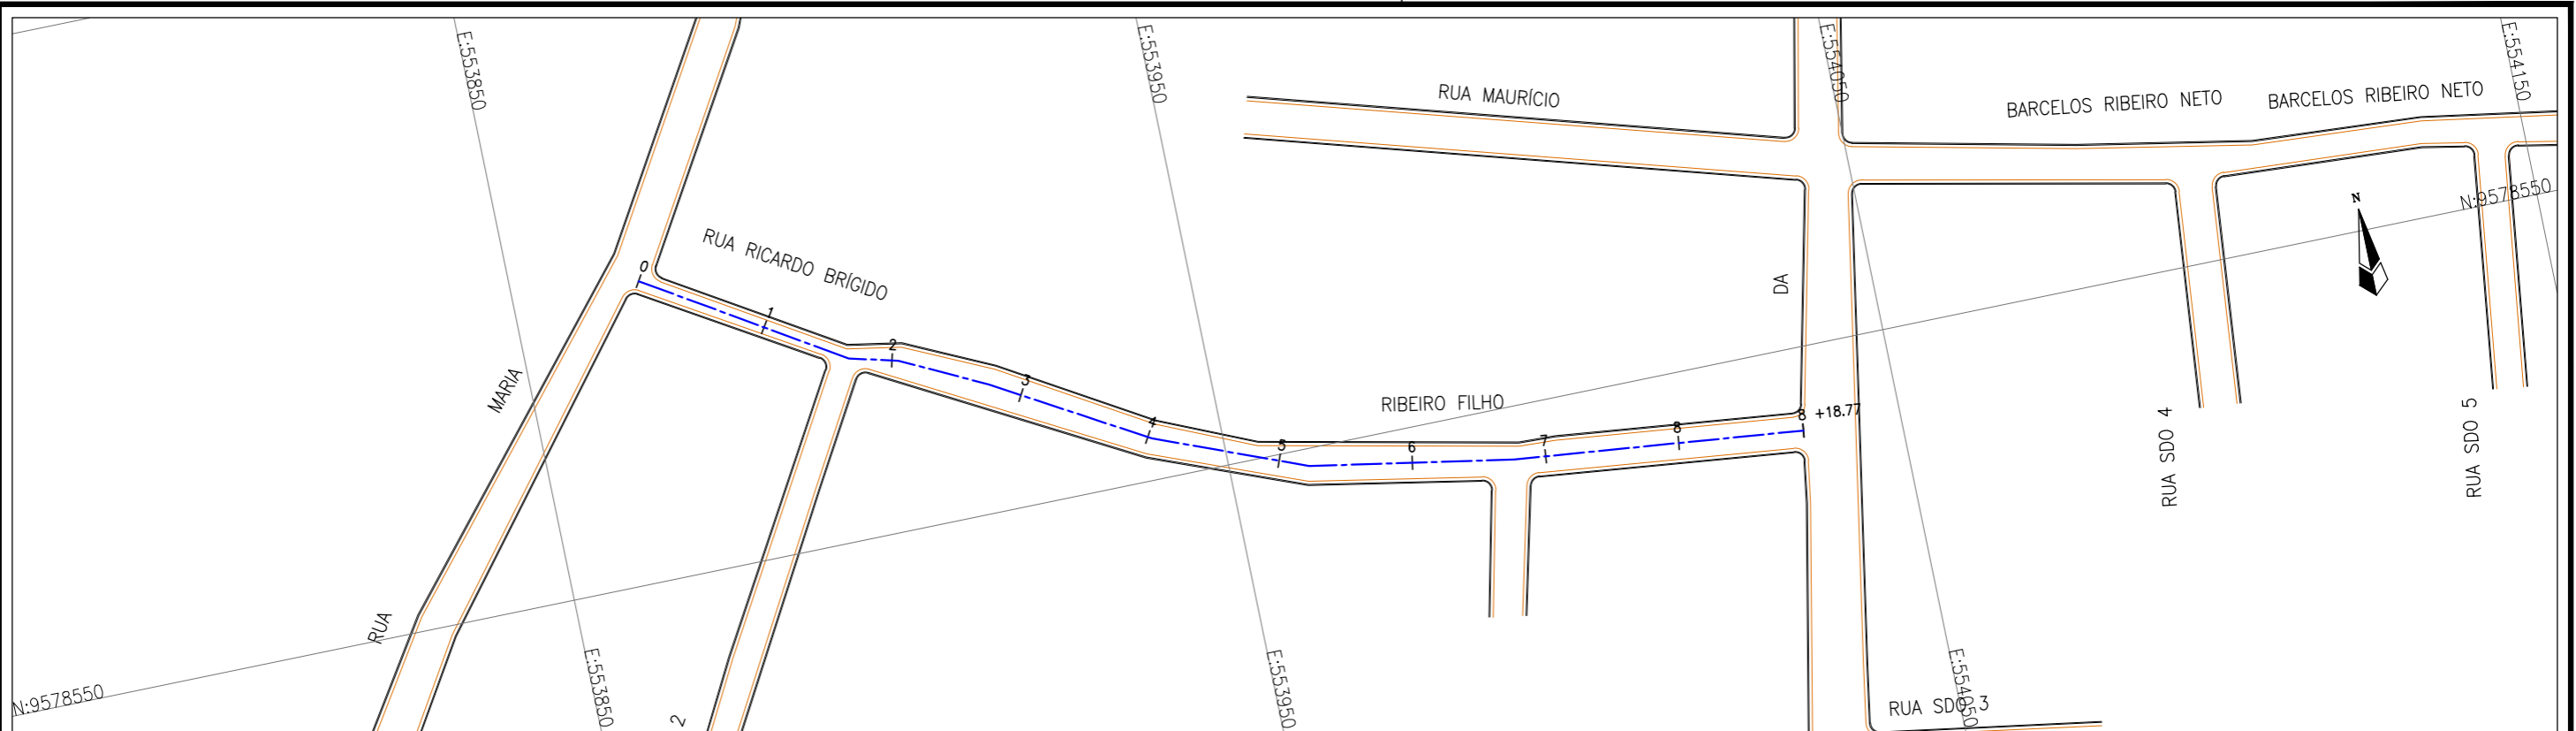 E:553850
E:553950
E:554050
E:554150
RUA MAURÍCIO
BARCELOS RIBEIRO NETO
BARCELOS RIBEIRO NETO
N:9578550
N
RUA RICARDO BRÍGIDO
0
1
2
3
4
5
6
7
8
8 +18.77
DA
MARIA
RIBEIRO FILHO
RUA SDO 4
RUA SDO 5
RUA
N:9578550
E:553850
2
E:553950
E:554050
RUA SDO 3